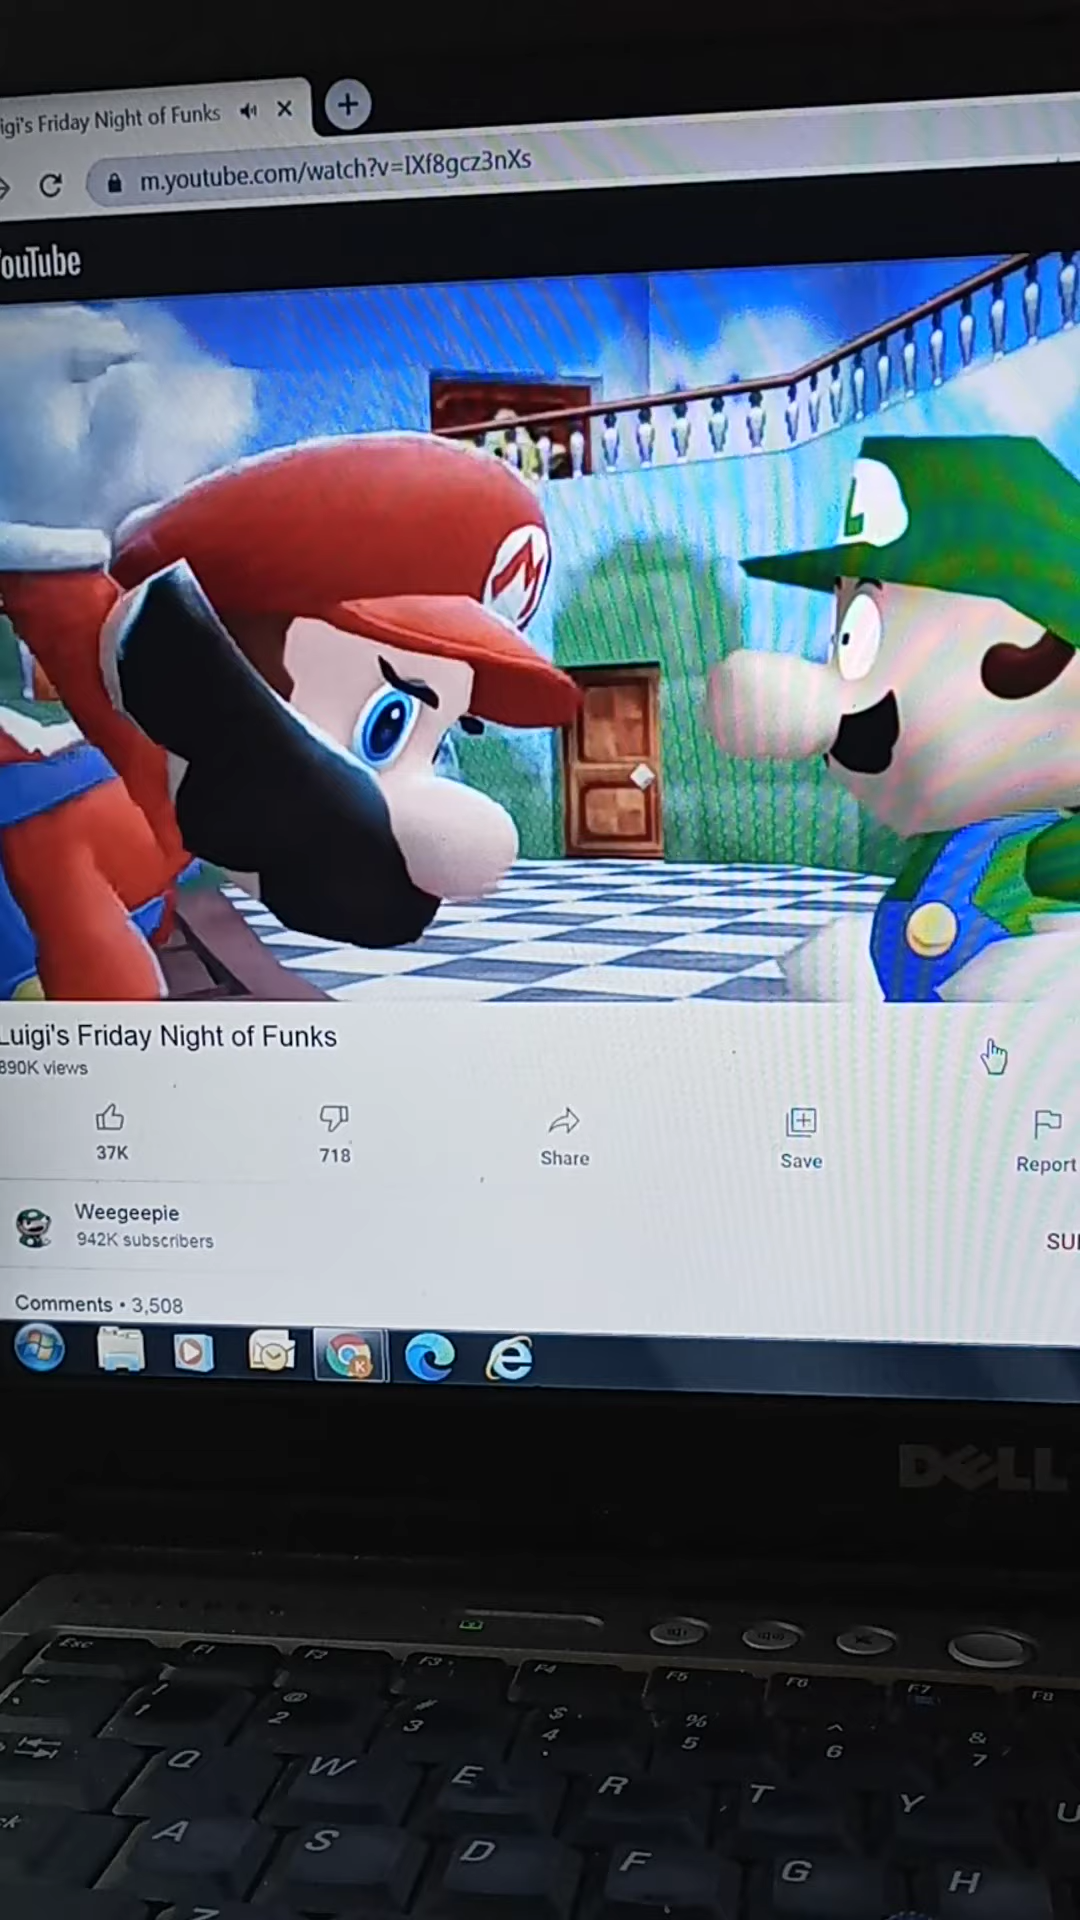 igi's Friday Night of Funks
m.youtube.com/watch?v=IXf8gcz3nXs
ouTube
M
L
Luigi's Friday Night of Funks
890K views
37K
718
Share
Save
Report
Weegeepie
942K subscribers
SU
Comments • 3,508
K
DELL
Esc F1 F2 F3 F4 F5 F6 F7 F8
~ ! 1 @ 2 # 3 $ 4 % 5 ^ 6 & 7
Q W E R T Y U
A S D F G H
Z